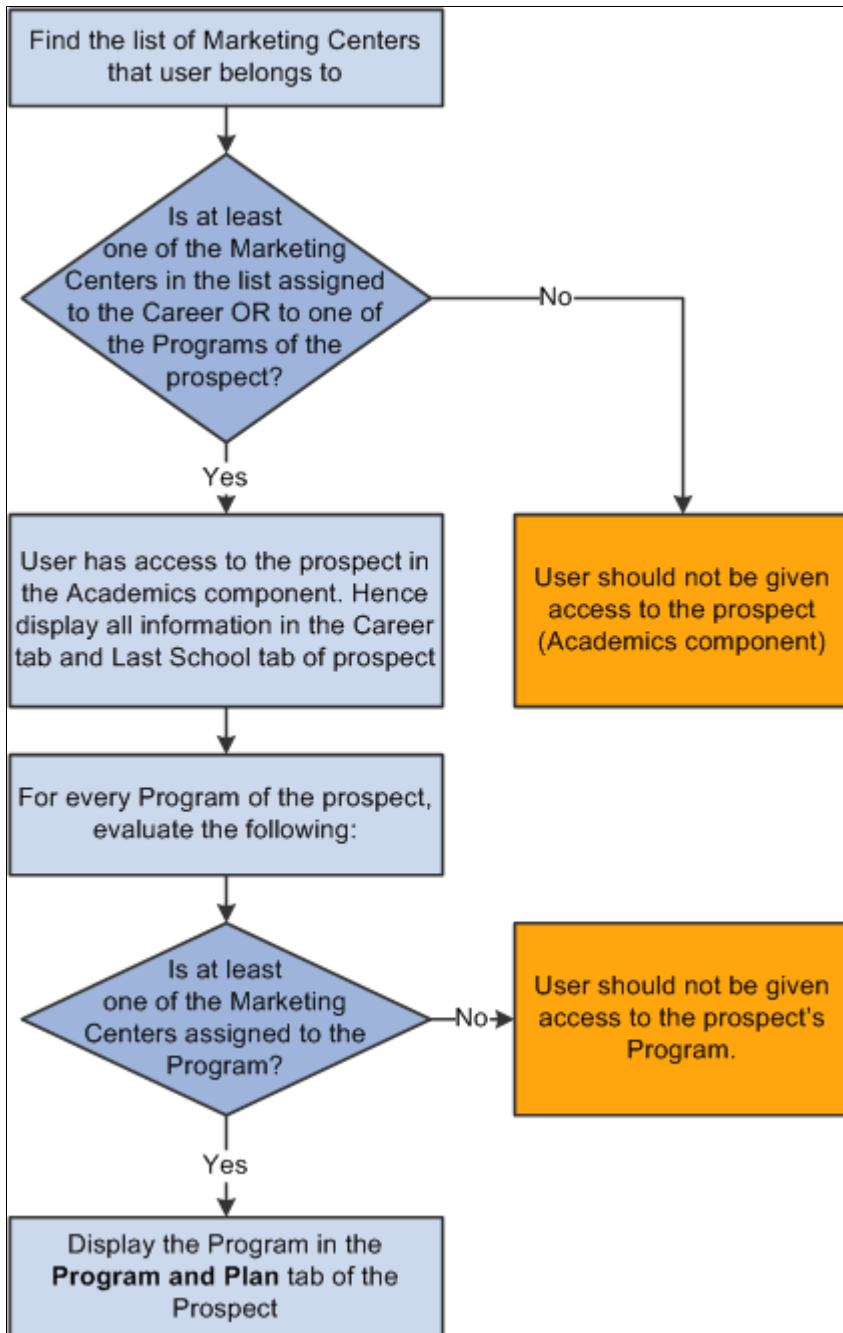 Find the list of Marketing Centers
that user belongs to
Is at least
one of the Marketing
Centers in the list assigned
to the Career OR to one of
the Programs of the
prospect?
No
Yes
User has access to the prospect in
the Academics component. Hence
display all information in the Career
tab and Last School tab of prospect
User should not be given
access to the prospect
(Academics component)
For every Program of the prospect,
evaluate the following:
Is at least
one of the Marketing
Centers assigned to the
Program?
No
User should not be given
access to the prospect's
Program.
Yes
Display the Program in the
Program and Plan tab of the
Prospect